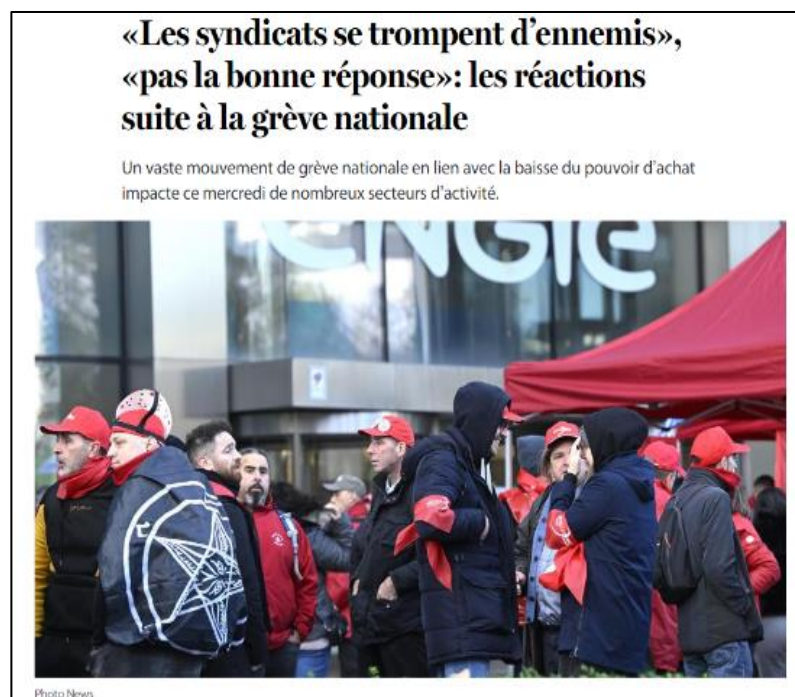 «Les syndicats se trompent d’ennemis»,
«pas la bonne réponse»: les réactions
suite à la grève nationale
Un vaste mouvement de grève nationale en lien avec la baisse du pouvoir d’achat
impacte ce mercredi de nombreux secteurs d’activité.
engie
Photo News